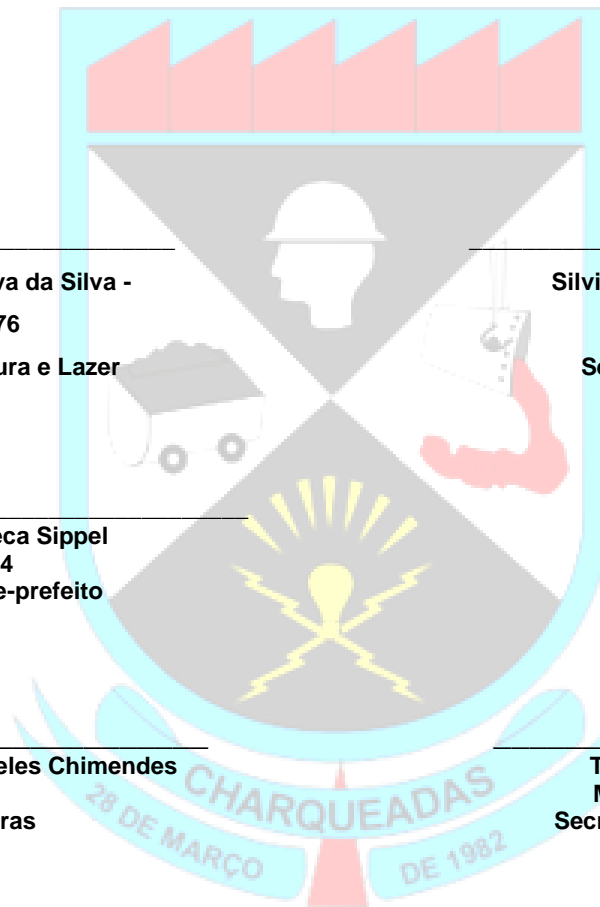 va da Silva -
Silvi
76
ura e Lazer
Se
eca Sippel
4
e-prefeito
eles Chimendes
T
M
ras
Secr
CHARQUEADAS
28 DE MARÇO
DE 1982